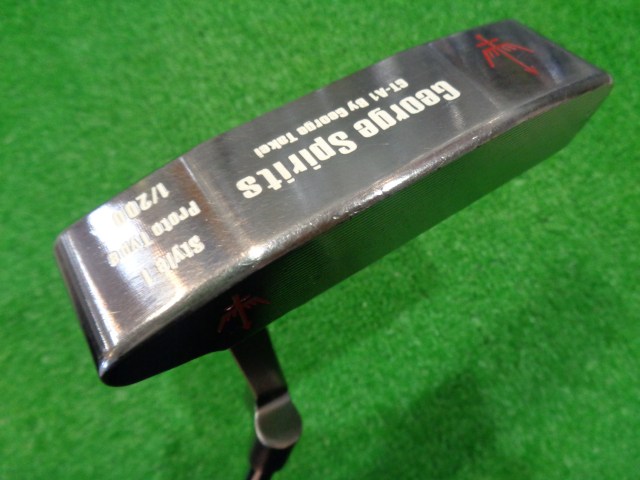 George Spirits
GT-A1 By George Takei
Style 1
Proto Type
1/200